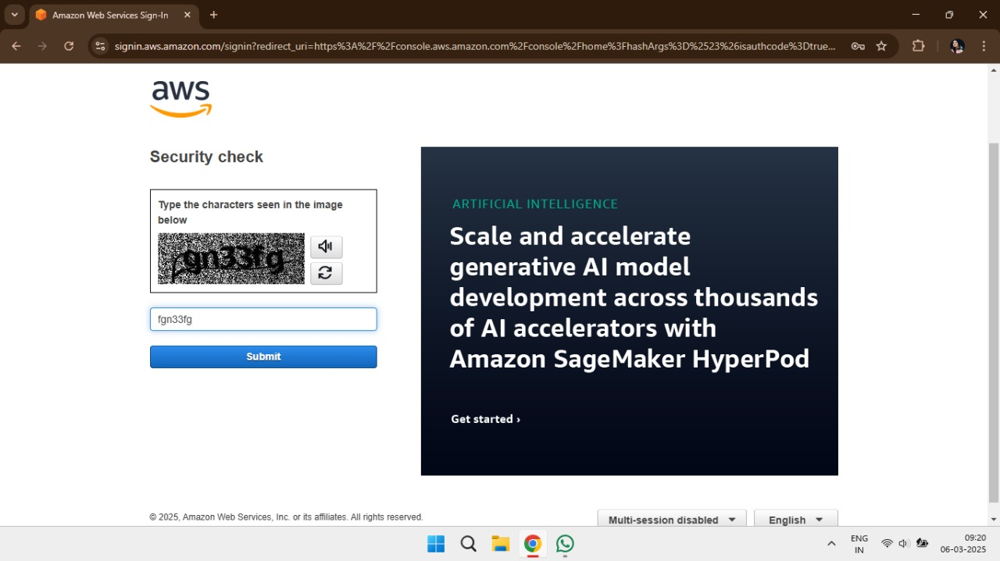 Amazon Web Services Sign-In
signin.aws.amazon.com/signin?redirect_uri=https%3A%2F%2Fconsole.aws.amazon.com%2Fconsole%2Fhome%3FhashArgs%3D%2523%26isauthcode%3Dtrue...
aws
Security check
Type the characters seen in the image
below
gn33fg
fgn33fg
Submit
ARTIFICIAL INTELLIGENCE
Scale and accelerate
generative AI model
development across thousands
of AI accelerators with
Amazon SageMaker HyperPod
Get started ›
© 2025, Amazon Web Services, Inc. or its affiliates. All rights reserved.
Multi-session disabled
English
ENG
IN
09:20
06-03-2025